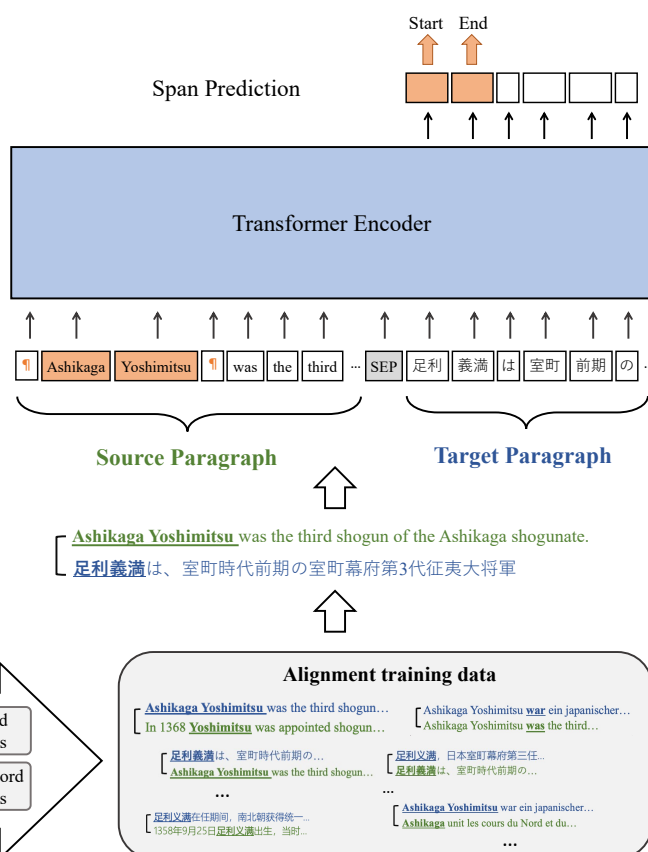 Start End
Span Prediction
Transformer Encoder
¶ Ashikaga Yoshimitsu ¶ was the third ... SEP 足利 義満 は 室町 前期 の ..
Source Paragraph
Target Paragraph
Ashikaga Yoshimitsu was the third shogun of the Ashikaga shogunate.
足利義満は、室町時代前期の室町幕府第3代征夷大将軍
Alignment training data
Ashikaga Yoshimitsu was the third shogun…
In 1368 Yoshimitsu was appointed shogun…
Ashikaga Yoshimitsu war ein japanischer…
Ashikaga Yoshimitsu was the third…
足利義満は、室町時代前期の…
Ashikaga Yoshimitsu was the third shogun…
...
足利义满，日本室町幕府第三任...
足利義満は、室町時代前期の…
...
足利义满在任期间，南北朝获得统一...
1358年9月25日足利义满出生，当时...
Ashikaga Yoshimitsu war ein japanischer…
Ashikaga unit les cours du Nord et du…
...
d
s
ord
s